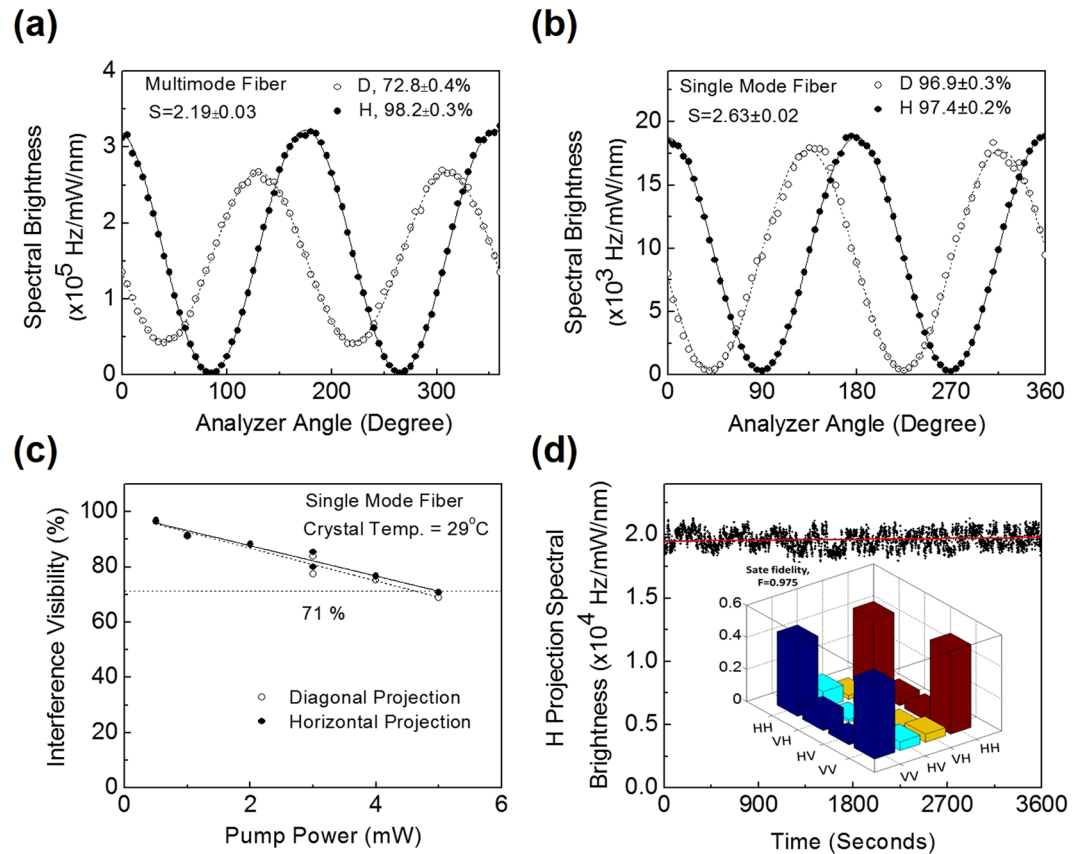 (a)
Multimode Fiber
S=2.19±0.03
D, 72.8±0.4%
H, 98.2±0.3%
Spectral Brightness
(x10^5 Hz/mW/nm)
4
3
2
1
0
0 100 200 300
Analyzer Angle (Degree)
(b)
Single Mode Fiber
S=2.63±0.02
D 96.9±0.3%
H 97.4±0.2%
Spectral Brightness
(x10^3 Hz/mW/nm)
20
15
10
5
0
0 90 180 270 360
Analyzer Angle (Degree)
(c)
Single Mode Fiber
Crystal Temp. = 29°C
71 %
Diagonal Projection
Horizontal Projection
Interference Visibility (%)
100
80
60
40
20
0
0 2 4 6
Pump Power (mW)
(d)
H Projection Spectral
Brightness (x10^4 Hz/mW/nm)
2.0
1.5
1.0
0.5
0.0
Sate fidelity,
F=0.975
0.6
0.4
0.2
0
HH VH HV VV
VV HV VH HH
0 900 1800 2700 3600
Time (Seconds)